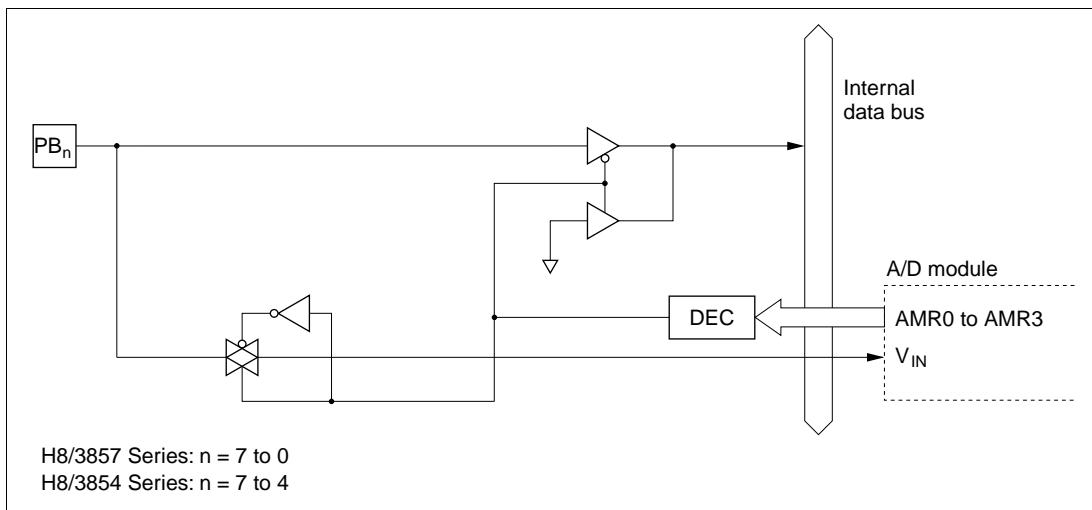 PBn
Internal
data bus
A/D module
DEC
AMR0 to AMR3
VIN
H8/3857 Series: n = 7 to 0
H8/3854 Series: n = 7 to 4